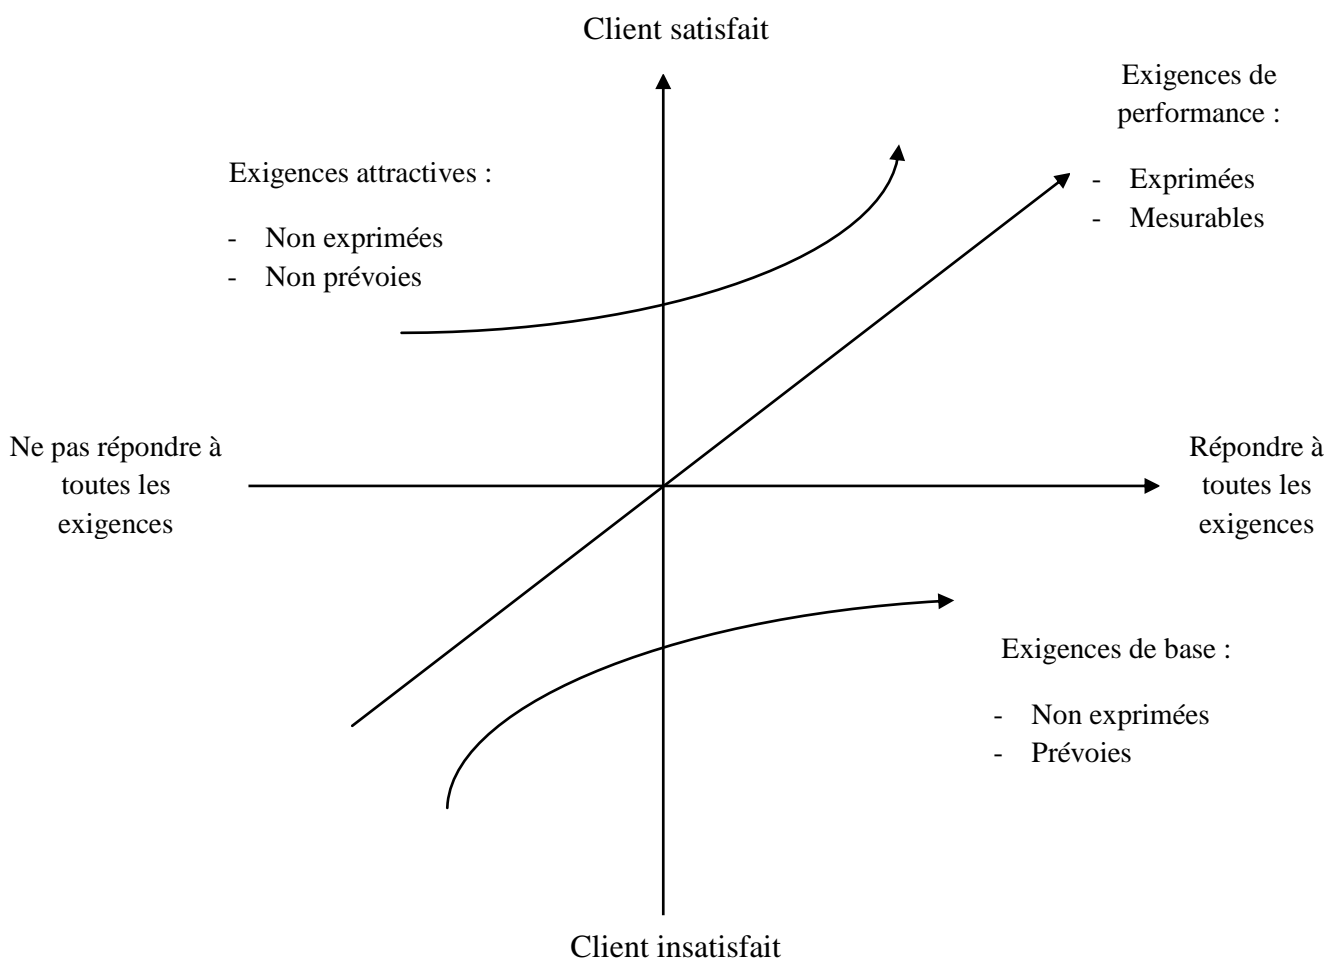 Client satisfait
Exigences de
performance :
- Exprimées
- Mesurables
Exigences attractives :
- Non exprimées
- Non prévoies
Ne pas répondre à
toutes les
exigences
Répondre à
toutes les
exigences
Exigences de base :
- Non exprimées
- Prévoies
Client insatisfait